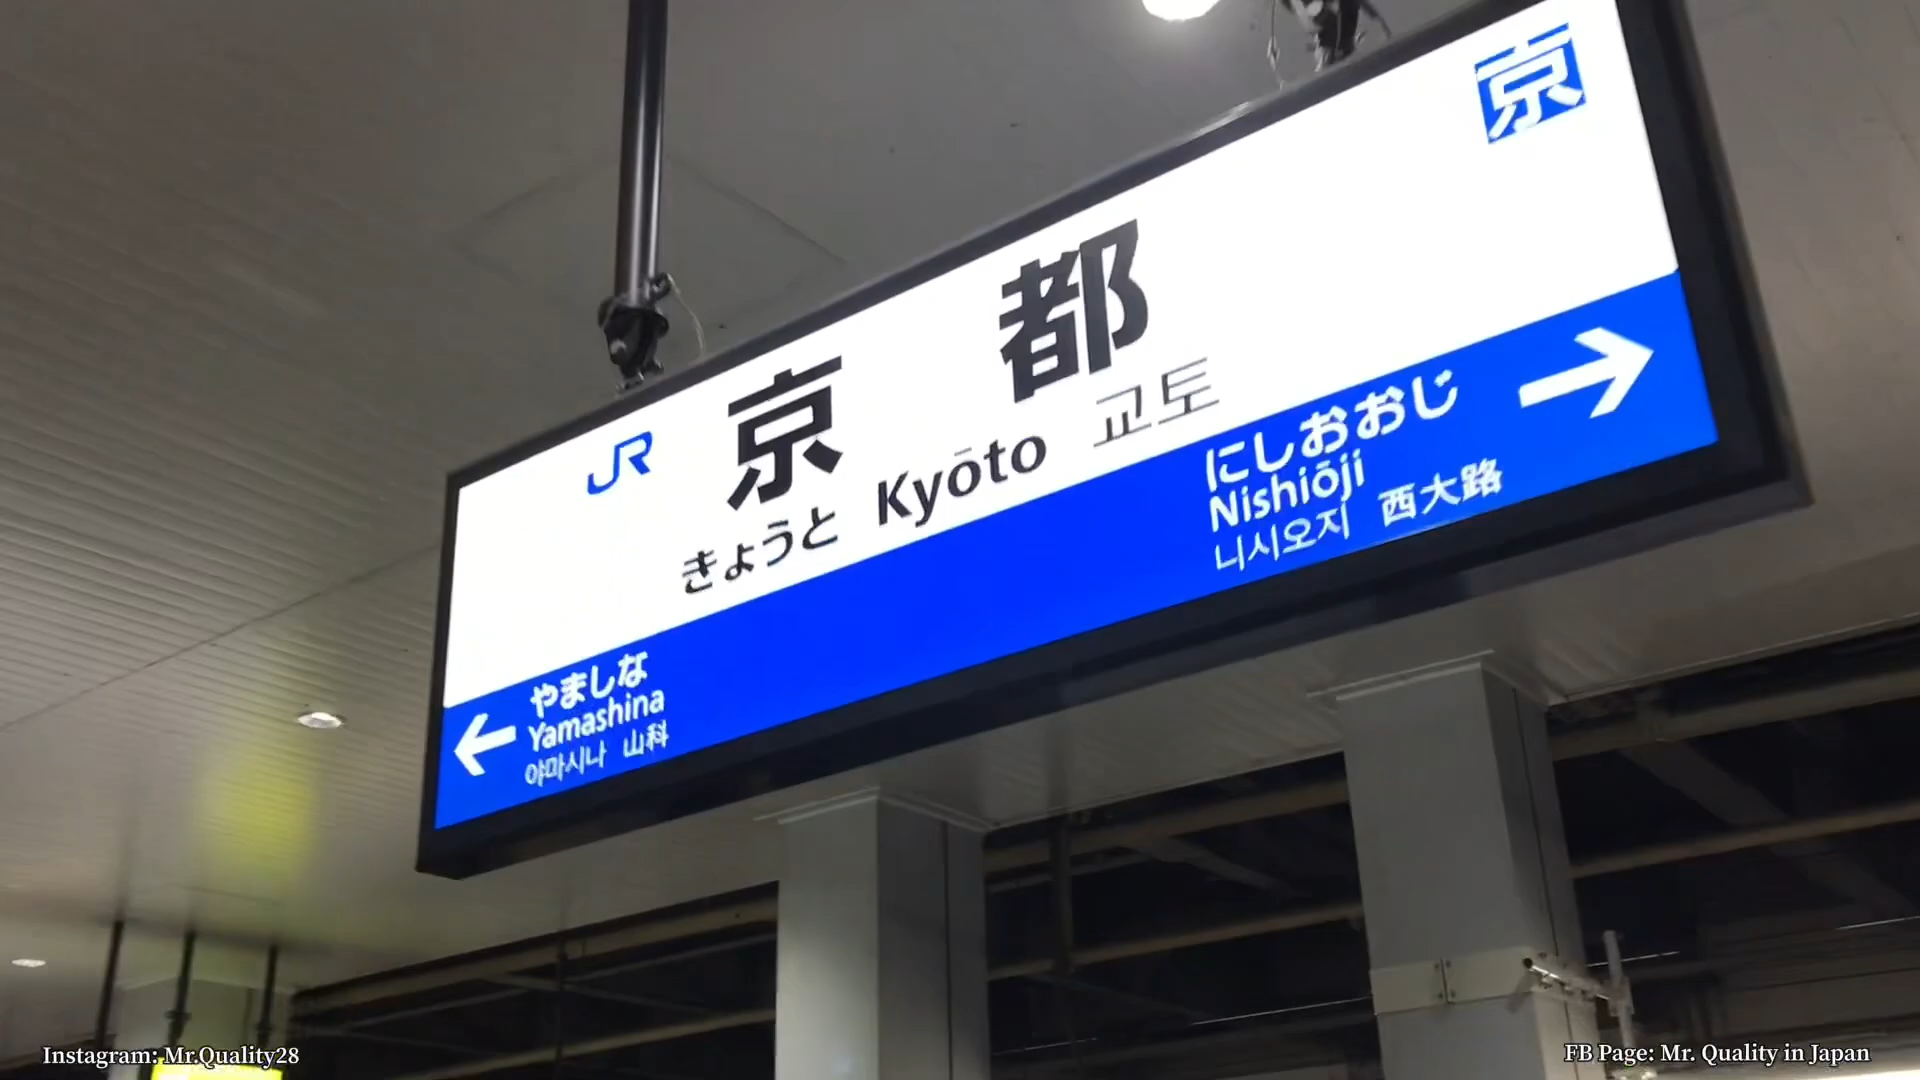 京
JR
京都
きょうと Kyōto 교토
にしおおじ
Nishiōji
니시오지 西大路
やましな
Yamashina
야마시나 山科
Instagram: Mr.Quality28
FB Page: Mr. Quality in Japan